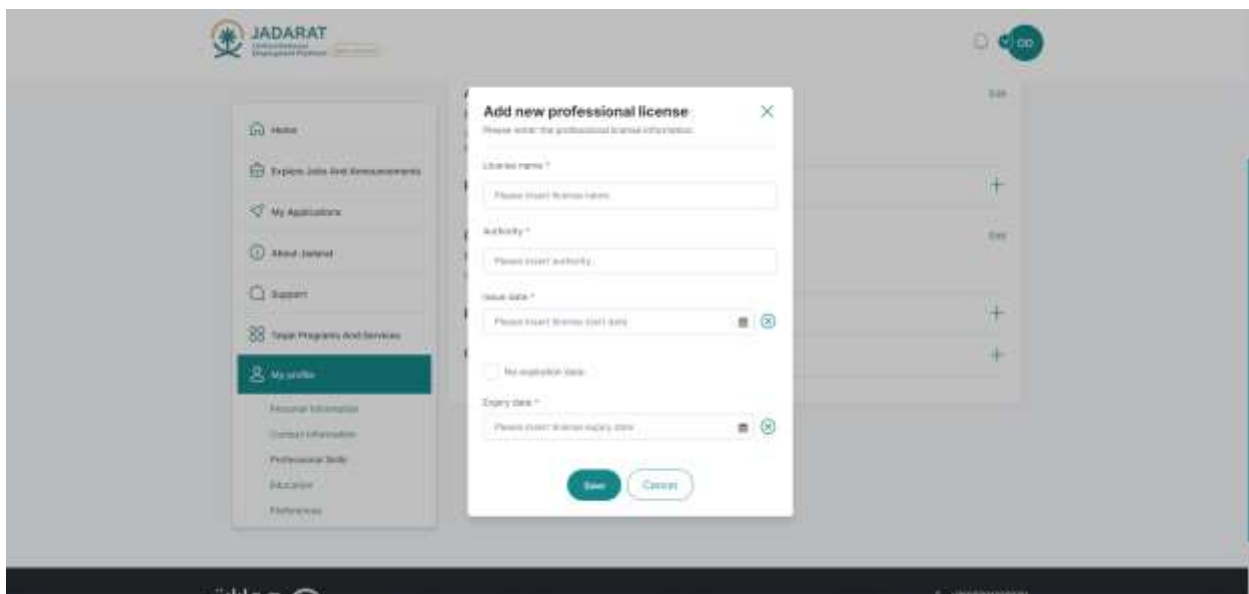 JADARAT
Add new professional license
Please enter the professional license information
License name *
Please insert license name
Authority *
Please insert authority
Issue date *
Please insert license start date
No expiration date
Expiry date *
Please insert license expiry date
Save
Cancel
Home
Explore Jobs And Announcements
My Applications
About Jadarat
Support
Taqat Programs And Services
My profile
Personal Information
Contact Information
Professional Skills
Education
Preferences
Edit
Edit